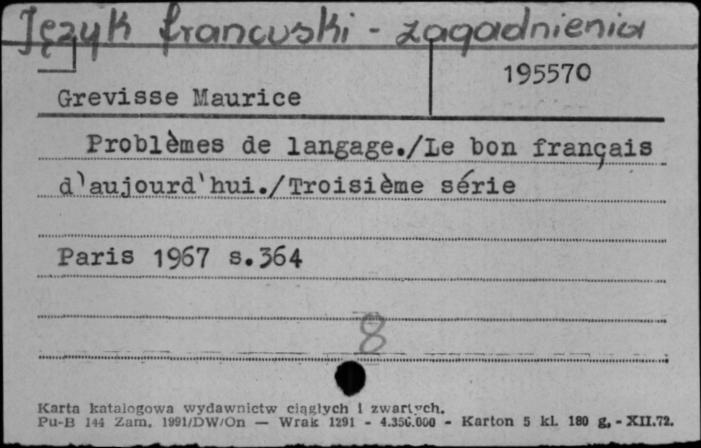 Język francuski - zagadnienia
195570
Grevisse Maurice
Problèmes de langage./Le bon français
d'aujourd'hui./Troisième série
Paris 1967 s.364
8
Karta katalogowa wydawnictw ciągłych i zwartych.
Pu-B 144 Zam. 1991/DW/On — Wrak 1291 - 4.356.000 - Karton 5 kl. 180 g. - XII.72.